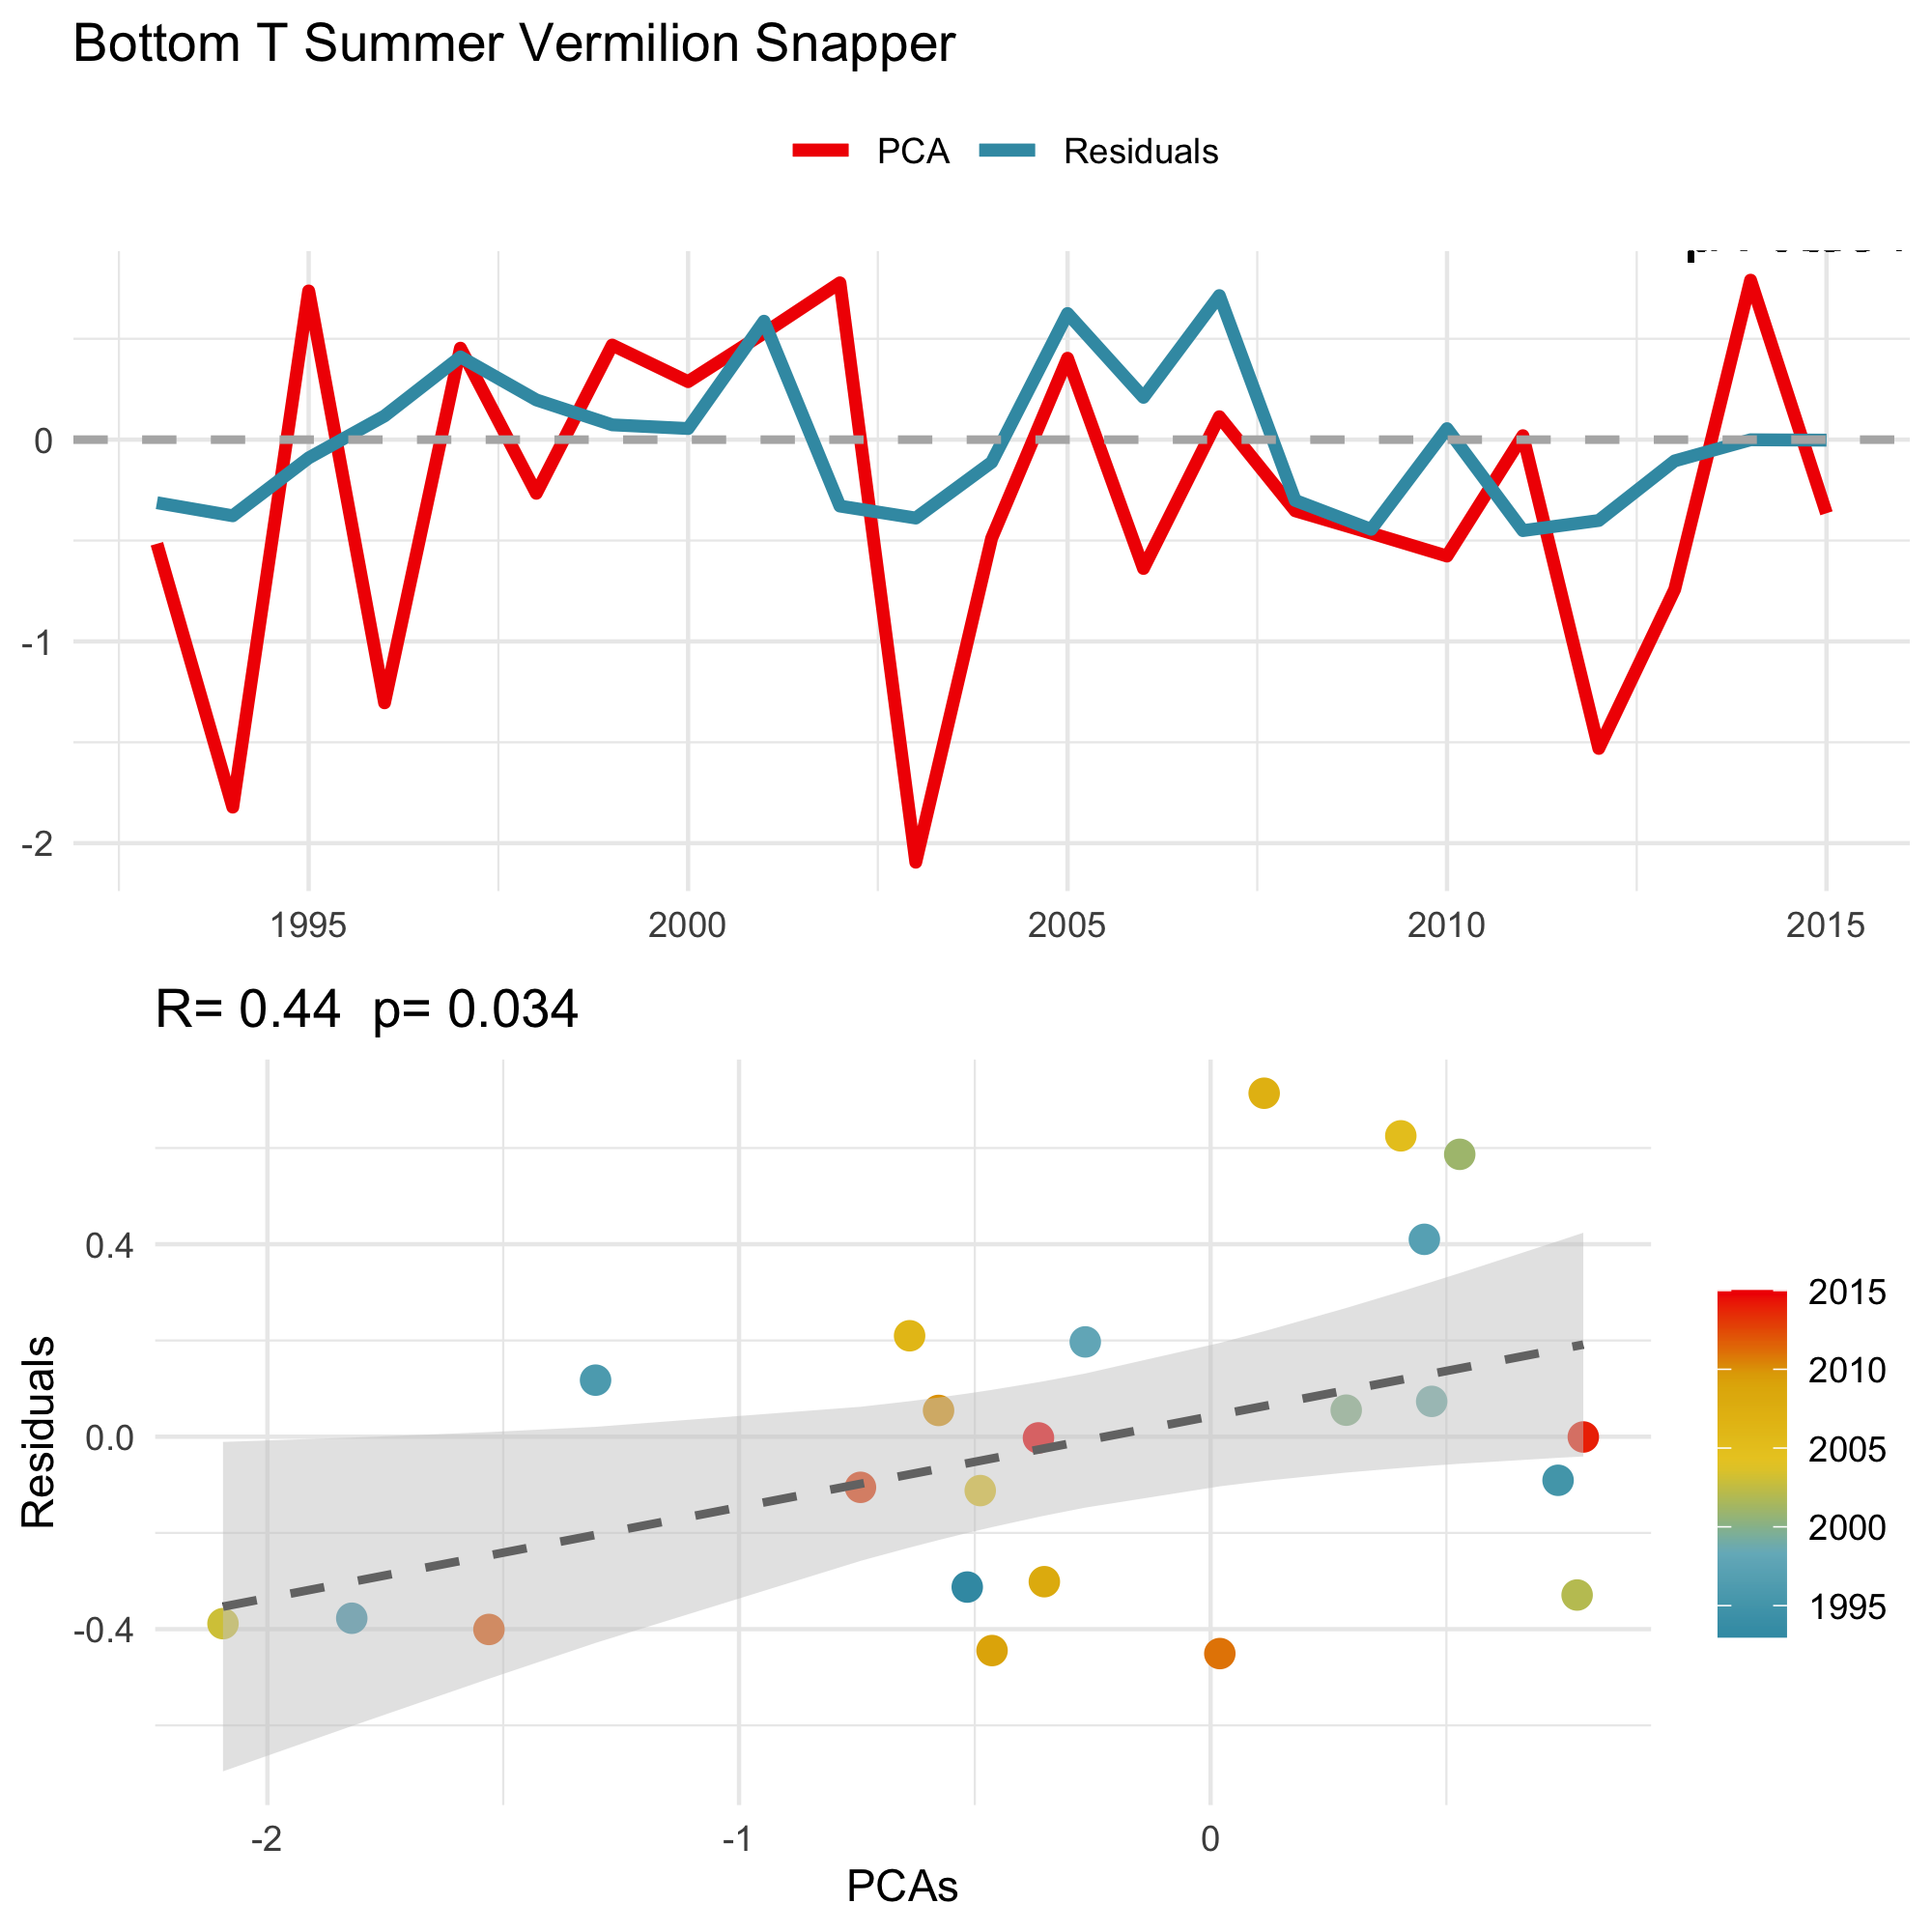 Bottom T Summer Vermilion Snapper
PCA Residuals
0
-1
-2
1995 2000 2005 2010 2015
R= 0.44 p= 0.034
Residuals
0.4
0.0
-0.4
-2 -1 0
PCAs
2015
2010
2005
2000
1995